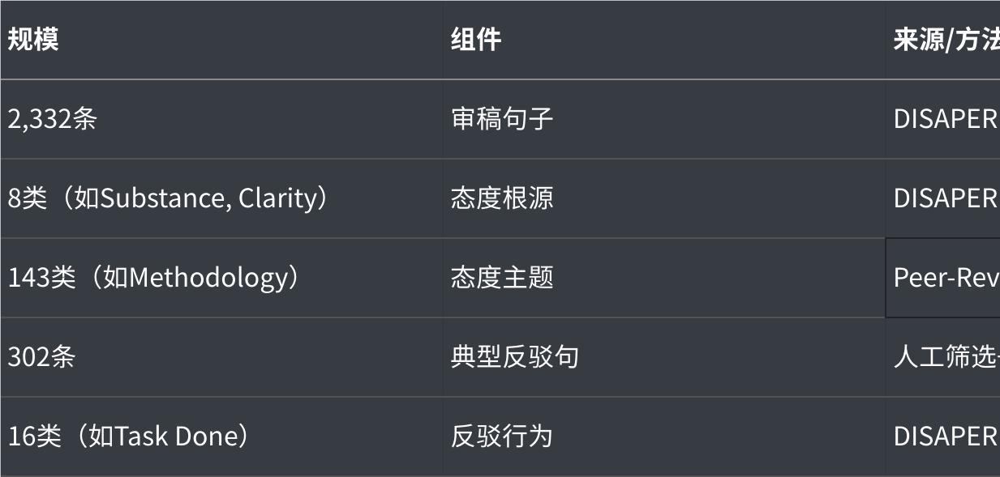 规模 组件 来源/方法
2,332条 审稿句子 DISAPER
8类（如Substance, Clarity） 态度根源 DISAPER
143类（如Methodology） 态度主题 Peer-Rev
302条 典型反驳句 人工筛选
16类（如Task Done） 反驳行为 DISAPER